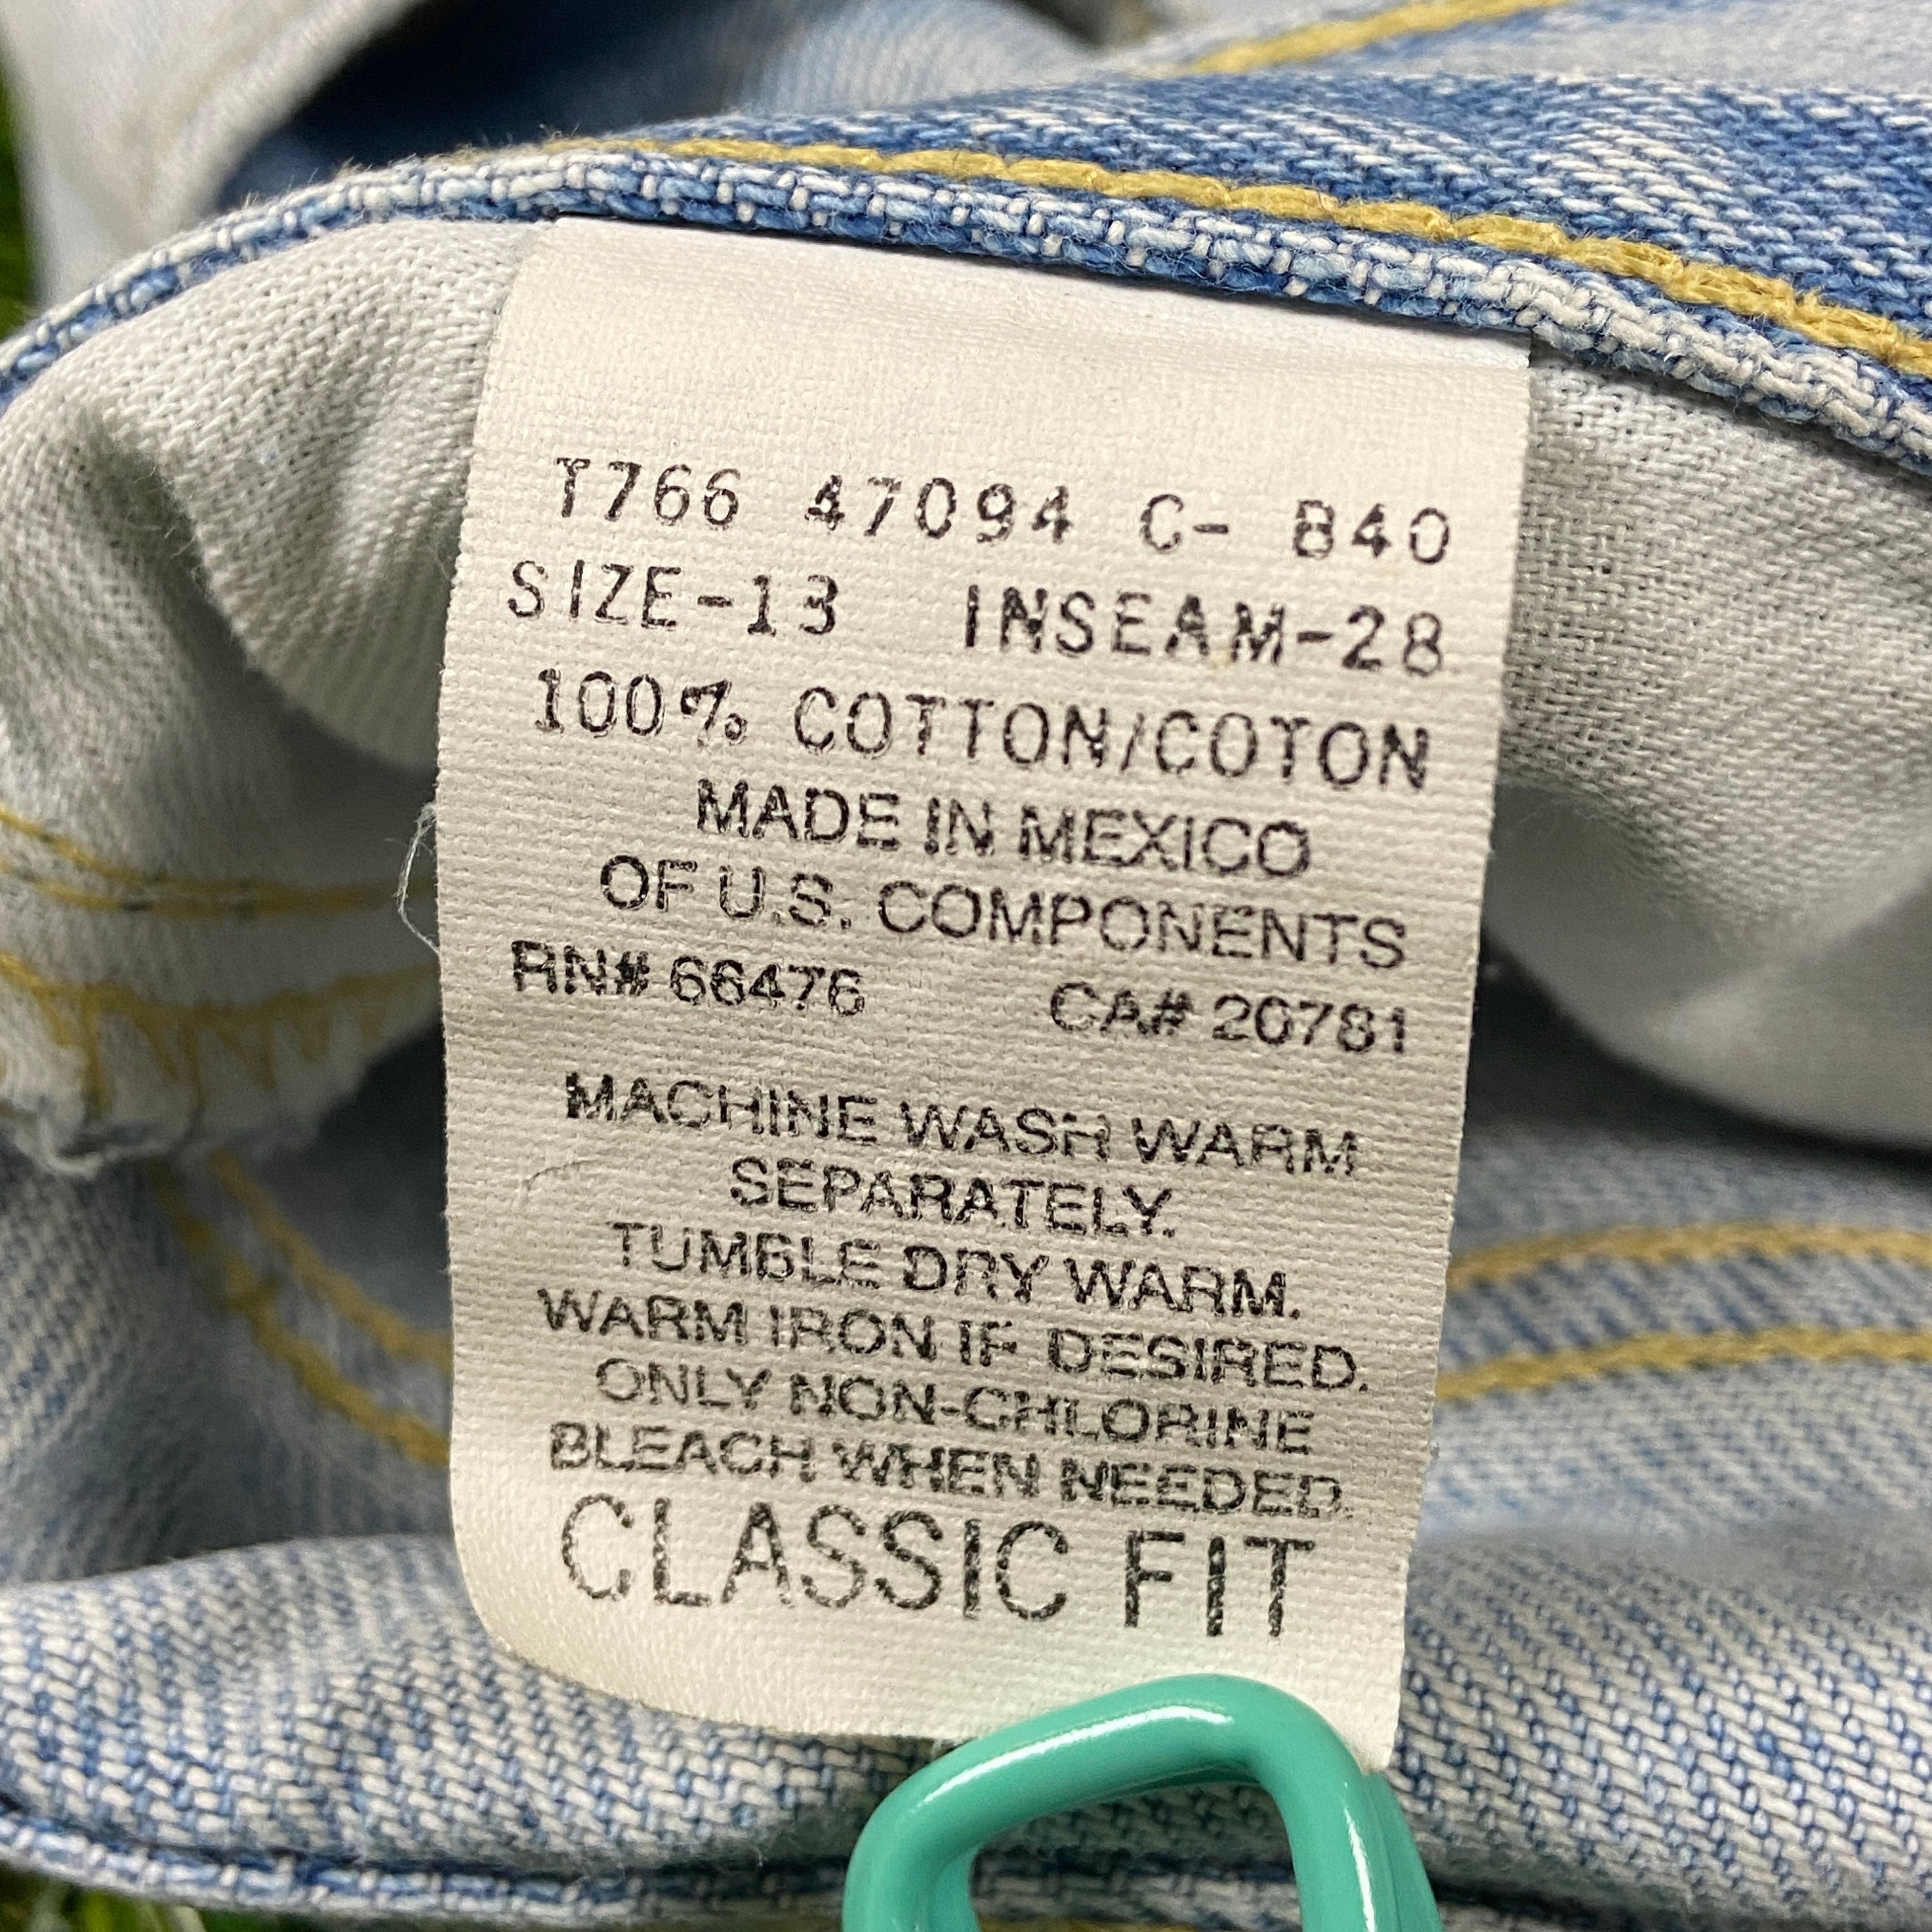 T766 47094 C- B40
SIZE-13 INSEAM-28
100% COTTON/COTON
MADE IN MEXICO
OF U.S. COMPONENTS
RN# 66476 CA# 20781
MACHINE WASH WARM
SEPARATELY.
TUMBLE DRY WARM.
WARM IRON IF DESIRED.
ONLY NON-CHLORINE
BLEACH WHEN NEEDED.
CLASSIC FIT